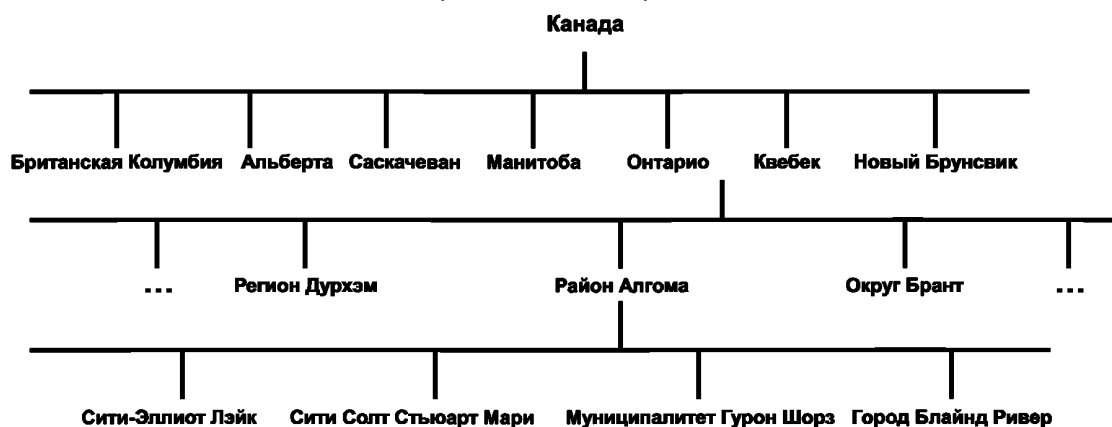 Канада
Британская Колумбия Альберта Саскачеван Манитоба Онтарио Квебек Новый Брунсвик
... Регион Дурхэм Район Алгома Округ Брант ...
Сити-Эллиот Лэйк Сити Солт Стьюарт Мари Муниципалитет Гурон Шорз Город Блайнд Ривер